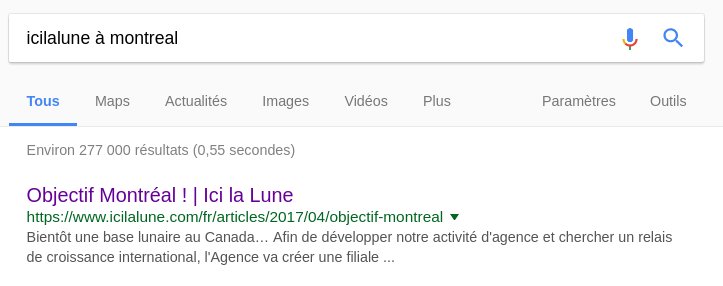 icilalune à montreal
Tous Maps Actualités Images Vidéos Plus Paramètres Outils
Environ 277 000 résultats (0,55 secondes)
Objectif Montréal ! | Ici la Lune
https://www.icilalune.com/fr/articles/2017/04/objectif-montreal
Bientôt une base lunaire au Canada… Afin de développer notre activité d'agence et chercher un relais
de croissance international, l'Agence va créer une filiale ...